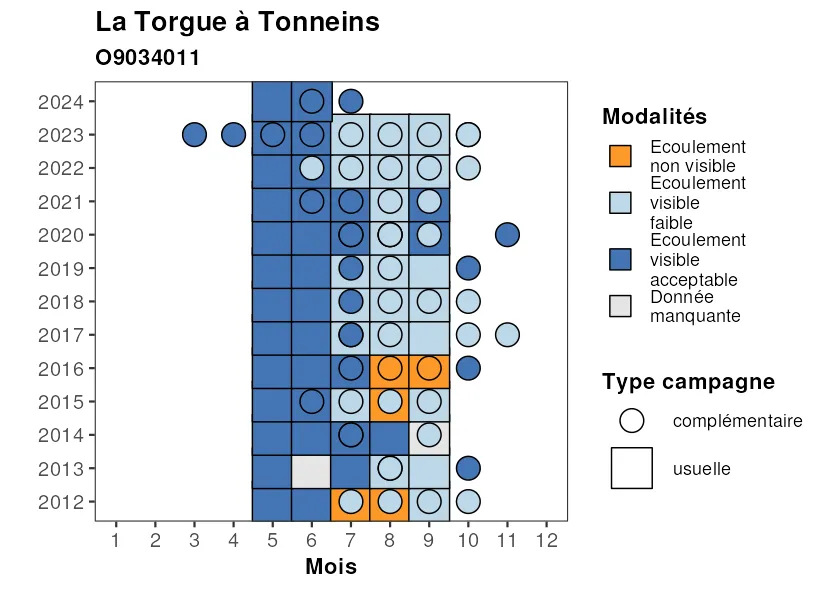 La Torgue à Tonneins
O9034011
2024
2023
2022
2021
2020
2019
2018
2017
2016
2015
2014
2013
2012
1 2 3 4 5 6 7 8 9 10 11 12
Mois
Modalités
Ecoulement
non visible
Ecoulement
visible
faible
Ecoulement
visible
acceptable
Donnée
manquante
Type campagne
complémentaire
usuelle